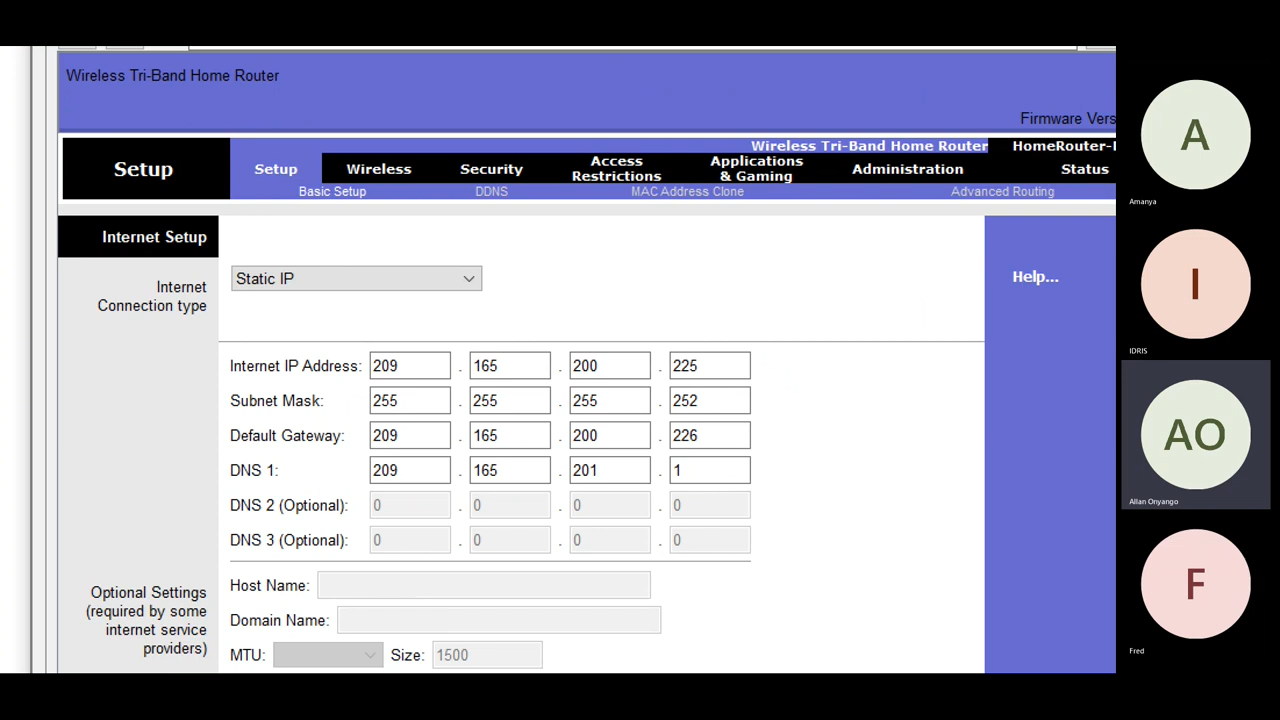 Wireless Tri-Band Home Router
Firmware Vers
Wireless Tri-Band Home Router HomeRouter-
Setup Setup Wireless Security Access Restrictions Applications & Gaming Administration Status
Basic Setup DDNS MAC Address Clone Advanced Routing
Internet Setup
Internet Connection type
Static IP
Help...
Internet IP Address: 209 . 165 . 200 . 225
Subnet Mask: 255 . 255 . 255 . 252
Default Gateway: 209 . 165 . 200 . 226
DNS 1: 209 . 165 . 201 . 1
DNS 2 (Optional): 0 . 0 . 0 . 0
DNS 3 (Optional): 0 . 0 . 0 . 0
Optional Settings
(required by some
internet service
providers)
Host Name:
Domain Name:
MTU: Size: 1500
A
Amanya
I
IDRIS
AO
Allan Onyango
F
Fred